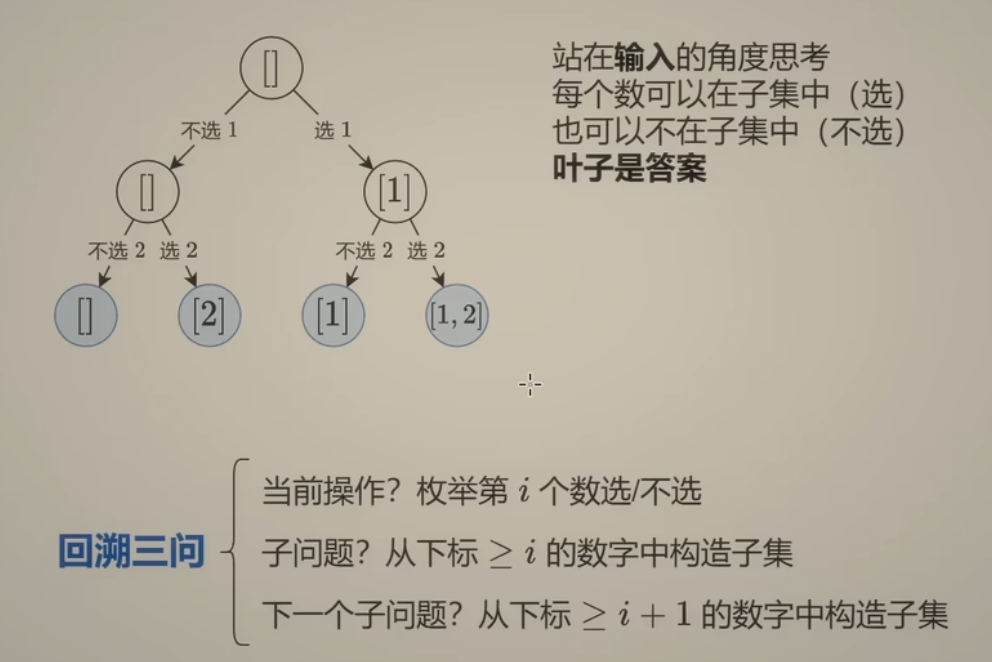 []
不选 1
选 1
[]
[1]
不选 2
选 2
不选 2
选 2
[]
[2]
[1]
[1, 2]
站在输入的角度思考
每个数可以在子集中（选）
也可以不在子集中（不选）
叶子是答案
回溯三问
当前操作？枚举第 i 个数选/不选
子问题？从下标 ≥ i 的数字中构造子集
下一个子问题？从下标 ≥ i + 1 的数字中构造子集